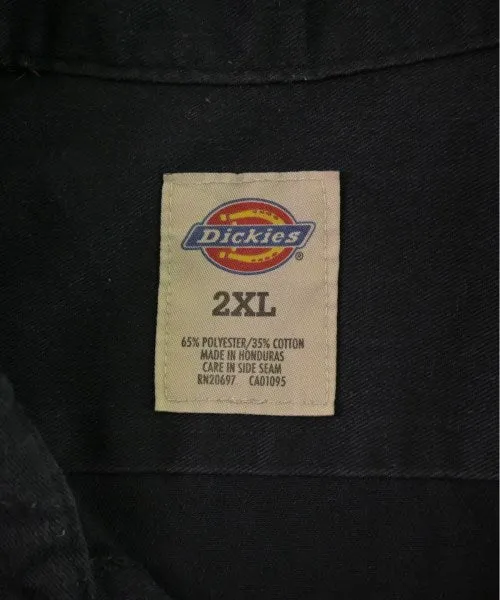 Dickies
®
2XL
65% POLYESTER/35% COTTON
MADE IN HONDURAS
CARE IN SIDE SEAM
RN20697 CA01095